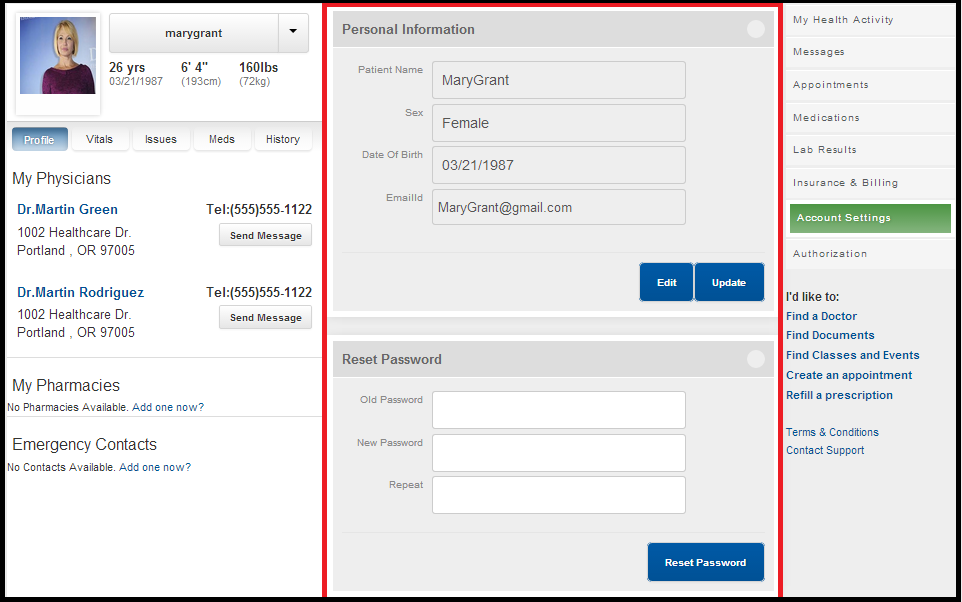 marygrant
26 yrs 6' 4" 160lbs
03/21/1987 (193cm) (72kg)
Profile Vitals Issues Meds History
My Physicians
Dr.Martin Green Tel:(555)555-1122
1002 Healthcare Dr.
Portland , OR 97005
Send Message
Dr.Martin Rodriguez Tel:(555)555-1122
1002 Healthcare Dr.
Portland , OR 97005
Send Message
My Pharmacies
No Pharmacies Available. Add one now?
Emergency Contacts
No Contacts Available. Add one now?
Personal Information
Patient Name MaryGrant
Sex Female
Date Of Birth 03/21/1987
EmailId MaryGrant@gmail.com
Edit Update
Reset Password
Old Password
New Password
Repeat
Reset Password
My Health Activity
Messages
Appointments
Medications
Lab Results
Insurance & Billing
Account Settings
Authorization
I'd like to:
Find a Doctor
Find Documents
Find Classes and Events
Create an appointment
Refill a prescription
Terms & Conditions
Contact Support